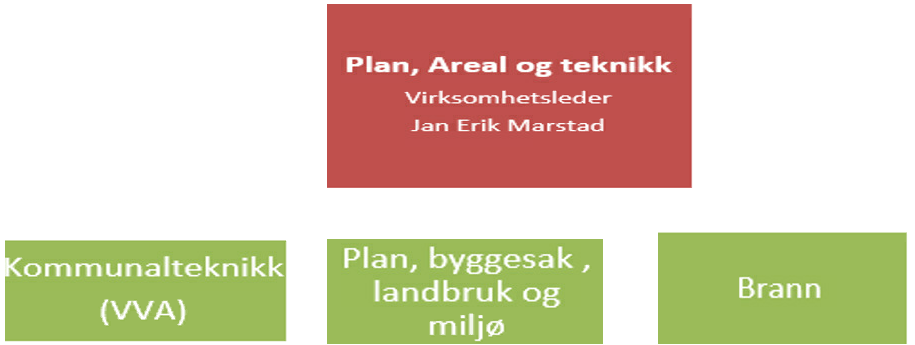 Plan, Areal og teknikk
Virksomhetsleder
Jan Erik Marstad
Kommunalteknikk
(VVA)
Plan, byggesak ,
landbruk og
miljø
Brann